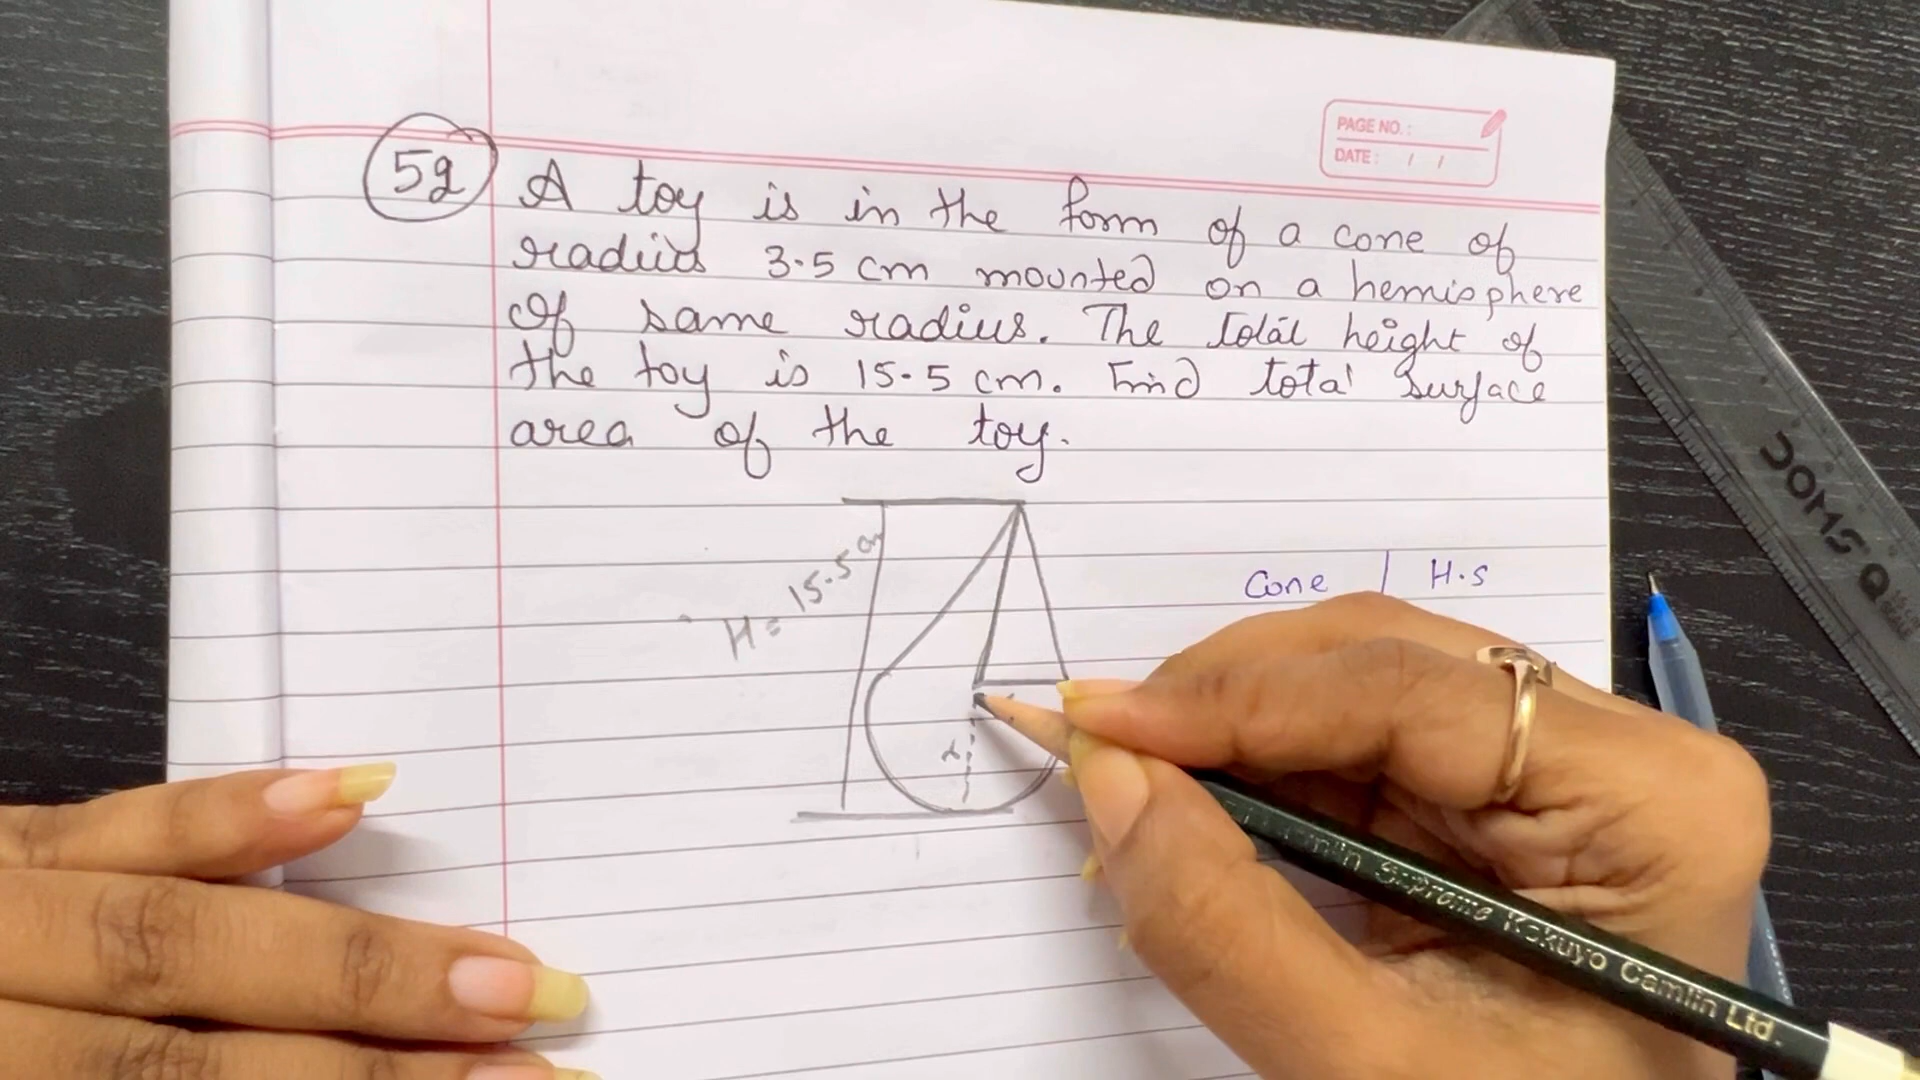 PAGE NO. :
DATE : / /
59 A toy is in the form of a cone of
radius 3.5 cm mounted on a hemisphere
of same radius. The total height of
the toy is 15.5 cm. Find total surface
area of the toy.
H = 15.5 cm
Cone | H.S
r
DOMS
Supreme Kokuyo Camlin Ltd.